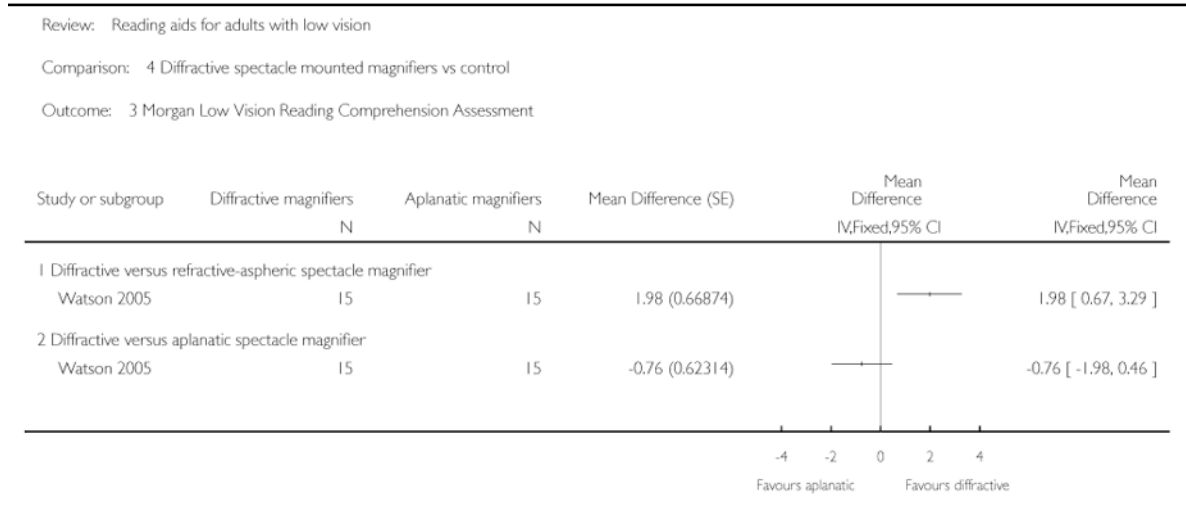 Review: Reading aids for adults with low vision
Comparison: 4 Diffractive spectacle mounted magnifiers vs control
Outcome: 3 Morgan Low Vision Reading Comprehension Assessment
Study or subgroup Diffractive magnifiers Aplanatic magnifiers Mean Difference (SE) Mean Difference Mean Difference
N N IV,Fixed,95% CI IV,Fixed,95% CI
1 Diffractive versus refractive-aspheric spectacle magnifier
Watson 2005 15 15 1.98 (0.66874) 1.98 [ 0.67, 3.29 ]
2 Diffractive versus aplanatic spectacle magnifier
Watson 2005 15 15 -0.76 (0.62314) -0.76 [ -1.98, 0.46 ]
-4 -2 0 2 4
Favours aplanatic Favours diffractive